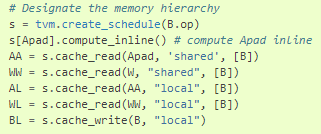 # Designate the memory hierarchy
s = tvm.create_schedule(B.op)
s[Apad].compute_inline() # compute Apad inline
AA = s.cache_read(Apad, 'shared', [B])
WW = s.cache_read(W, "shared", [B])
AL = s.cache_read(AA, "local", [B])
WL = s.cache_read(WW, "local", [B])
BL = s.cache_write(B, "local")